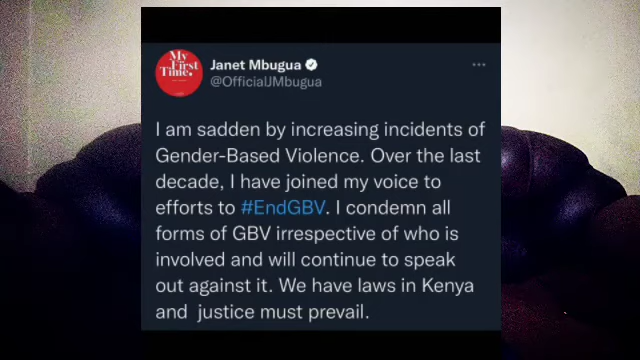 My
First
Time.
Janet Mbugua
@OfficialJMbugua
I am sadden by increasing incidents of
Gender-Based Violence. Over the last
decade, I have joined my voice to
efforts to #EndGBV. I condemn all
forms of GBV irrespective of who is
involved and will continue to speak
out against it. We have laws in Kenya
and justice must prevail.